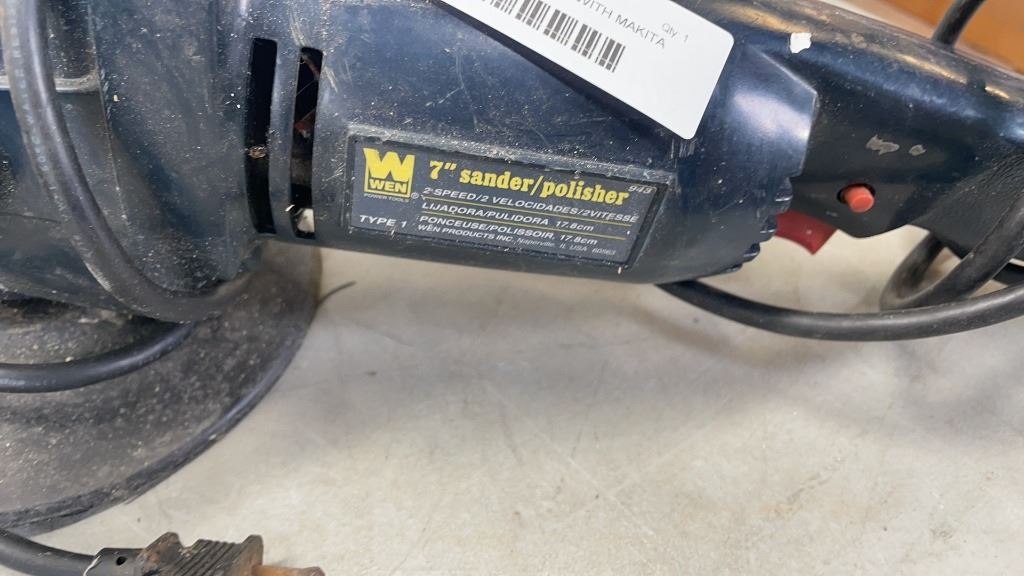 WITH MAKITA
Qty: 1
W
WEN
POWER TOOLS
®
7" sander/polisher 943
2 SPEED/2 VELOCIDADES/2VITESSE
LIJADORA/PULIDORA, 17.8cm
PONCEUSE/POLISSOIR, 17.8cm
WEN PRODUCTS INC. Naperville, IL USA 60563
TYPE 1